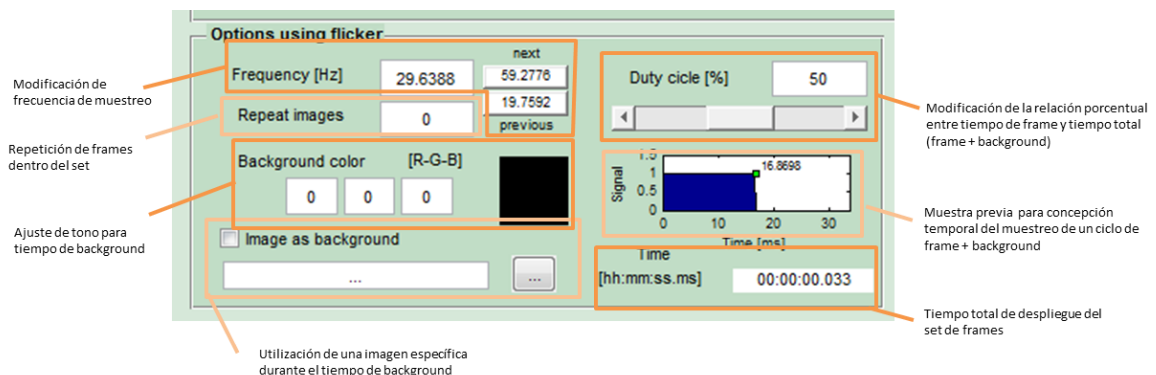 Options using flicker
Modificación de
frecuencia de muestreo
Repetición de frames
dentro del set
Ajuste de tono para
tiempo de background
Frequency [Hz]
29.6388
next
59.2776
19.7592
previous
Repeat images
0
Background color
[R-G-B]
0
0
0
Image as background
...
...
Utilización de una imagen específica
durante el tiempo de background
Duty cicle [%]
50
Signal
1.5
1
0.5
0
16.8698
0
10
20
30
Time [ms]
Time
[hh:mm:ss.ms]
00:00:00.033
Modificación de la relación porcentual
entre tiempo de frame y tiempo total
(frame + background)
Muestra previa para concepción
temporal del muestreo de un ciclo de
frame + background
Tiempo total de despliegue del
set de frames